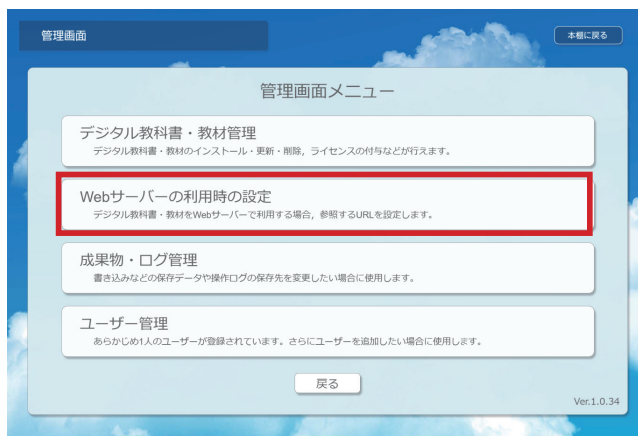 管理画面
本棚に戻る
管理画面メニュー
デジタル教科書・教材管理
デジタル教科書・教材のインストール・更新・削除，ライセンスの付与などが行えます。
Webサーバーの利用時の設定
デジタル教科書・教材をWebサーバーで利用する場合，参照するURLを設定します。
成果物・ログ管理
書き込みなどの保存データや操作ログの保存先を変更したい場合に使用します。
ユーザー管理
あらかじめ1人のユーザーが登録されています。さらにユーザーを追加したい場合に使用します。
戻る
Ver.1.0.34